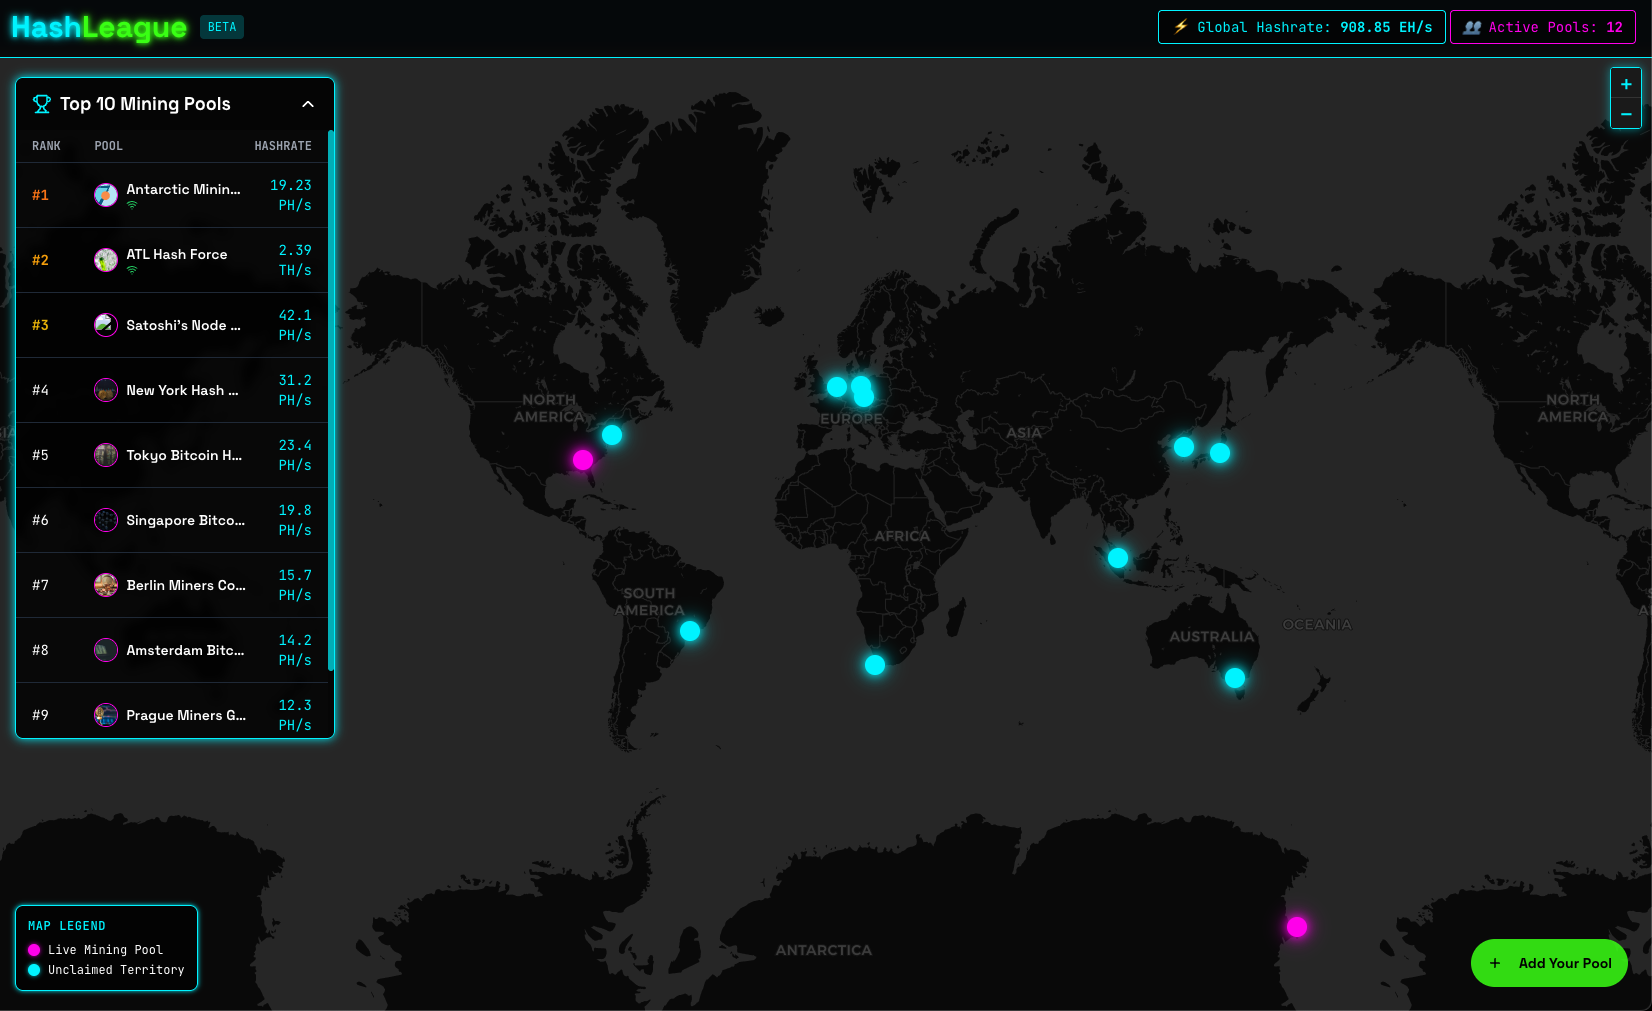 HashLeague BETA
⚡ Global Hashrate: 908.85 EH/s
👥 Active Pools: 12
Top 10 Mining Pools
RANK POOL HASHRATE
#1 Antarctic Minin... 19.23 PH/s
#2 ATL Hash Force 2.39 TH/s
#3 Satoshi's Node ... 42.1 PH/s
#4 New York Hash ... 31.2 PH/s
#5 Tokyo Bitcoin H... 23.4 PH/s
#6 Singapore Bitco... 19.8 PH/s
#7 Berlin Miners Co... 15.7 PH/s
#8 Amsterdam Bitc... 14.2 PH/s
#9 Prague Miners G... 12.3 PH/s
+
−
NORTH
AMERICA
EUROPE
ASIA
AFRICA
SOUTH
AMERICA
AUSTRALIA
OCEANIA
NORTH
AMERICA
ANTARCTICA
MAP LEGEND
Live Mining Pool
Unclaimed Territory
+ Add Your Pool